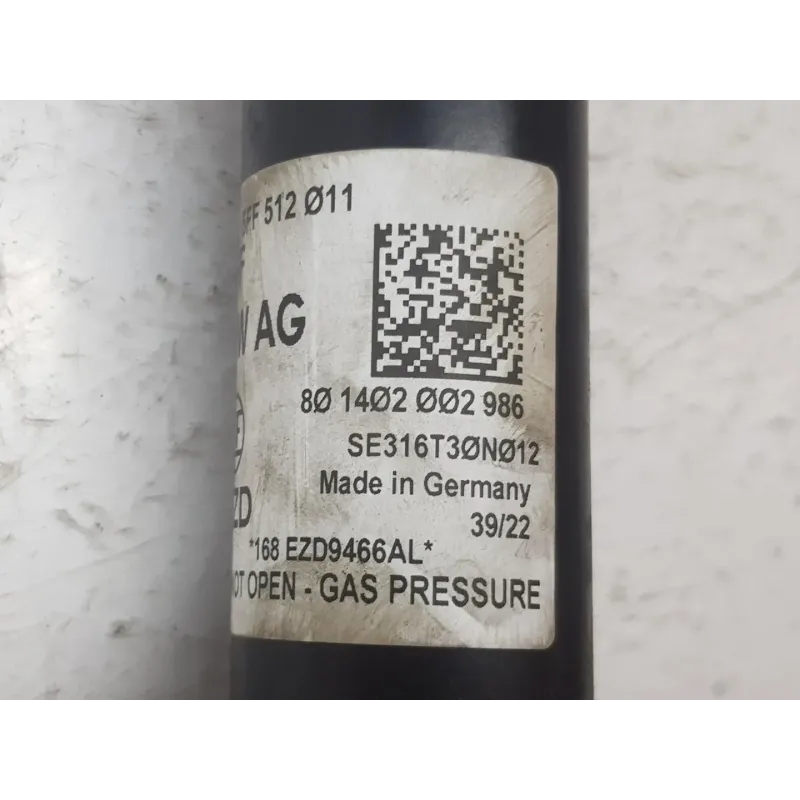 FF 512 Ø11
AG
8Ø 14Ø2 ØØ2 986
SE316T3ØNØ12
Made in Germany
39/22
ZD
*168 EZD9466AL*
OT OPEN - GAS PRESSURE